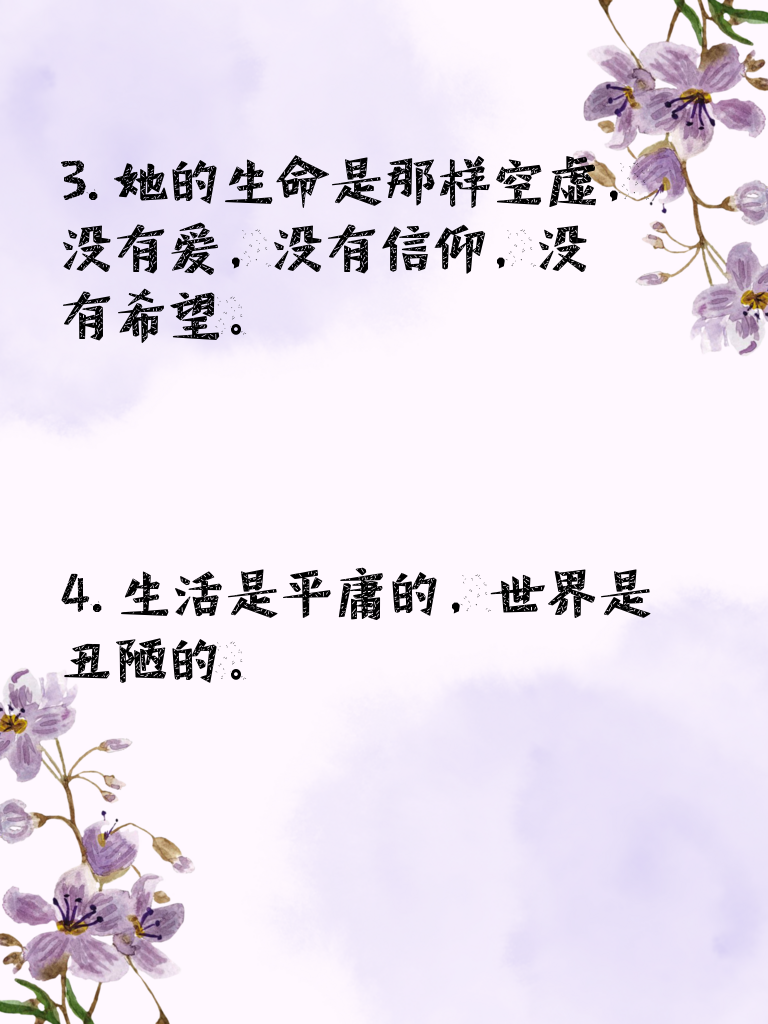 3. 她的生命是那样空虚，
没有爱，没有信仰，没
有希望。
4. 生活是平庸的，世界是
丑陋的。